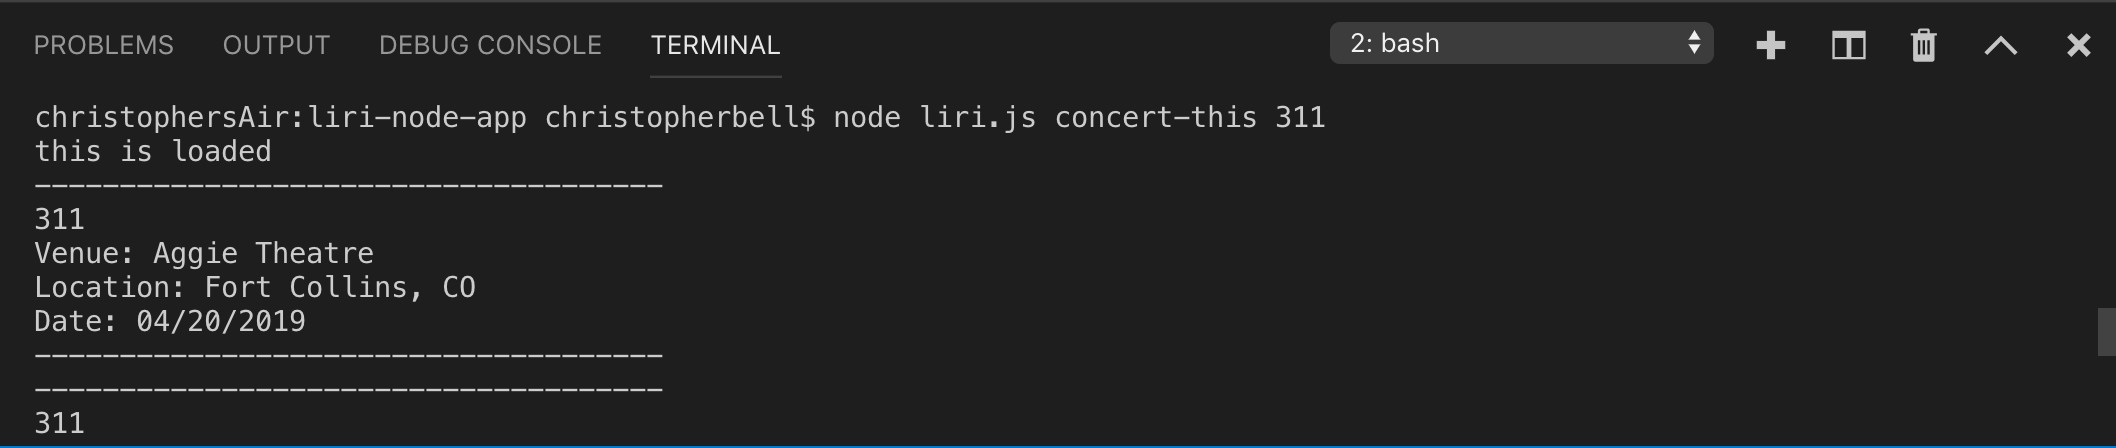 PROBLEMS OUTPUT DEBUG CONSOLE TERMINAL 2: bash
christophersAir:liri-node-app christopherbell$ node liri.js concert-this 311
this is loaded
-------------------------------------
311
Venue: Aggie Theatre
Location: Fort Collins, CO
Date: 04/20/2019
-------------------------------------
-------------------------------------
311